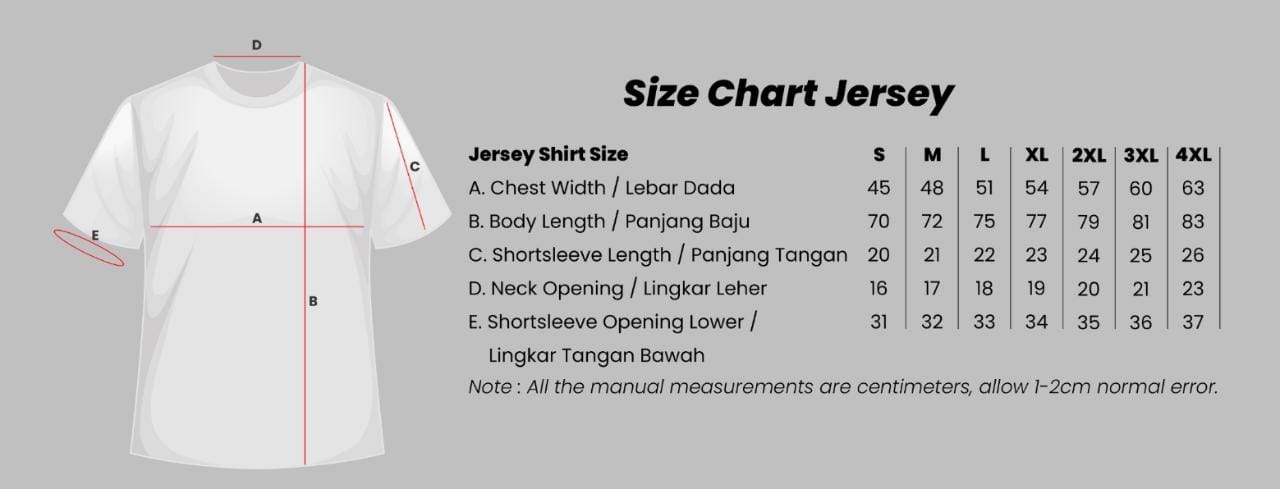 D
C
A
E
B
Size Chart Jersey
Jersey Shirt Size S M L XL 2XL 3XL 4XL
A. Chest Width / Lebar Dada 45 48 51 54 57 60 63
B. Body Length / Panjang Baju 70 72 75 77 79 81 83
C. Shortsleeve Length / Panjang Tangan 20 21 22 23 24 25 26
D. Neck Opening / Lingkar Leher 16 17 18 19 20 21 23
E. Shortsleeve Opening Lower / 31 32 33 34 35 36 37
Lingkar Tangan Bawah
Note : All the manual measurements are centimeters, allow 1-2cm normal error.